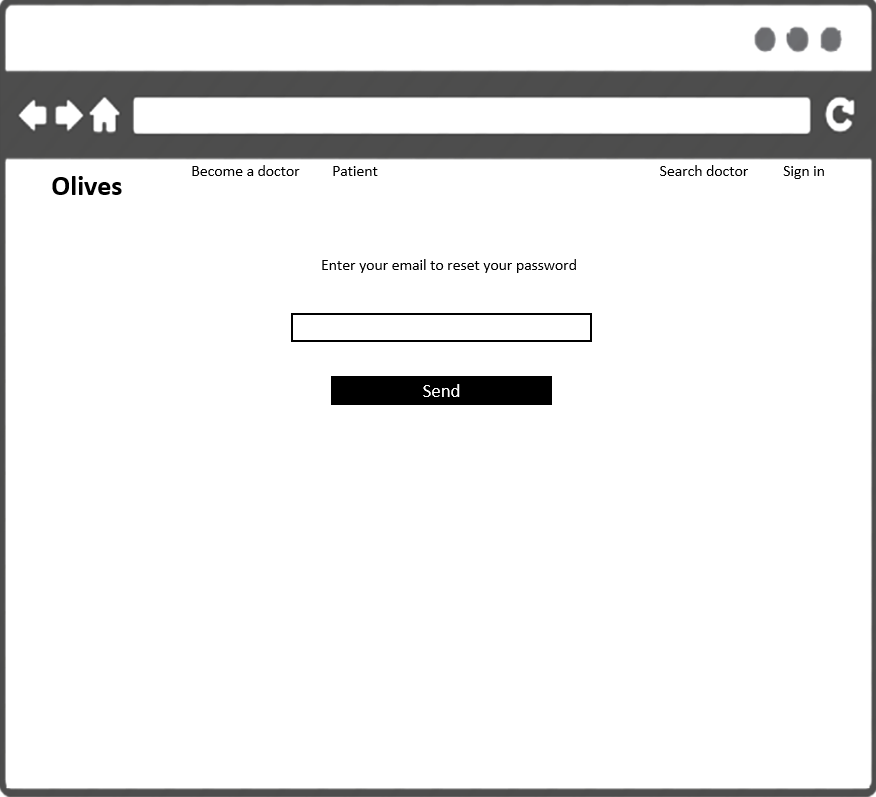 Olives
Become a doctor
Patient
Search doctor
Sign in
Enter your email to reset your password
Send